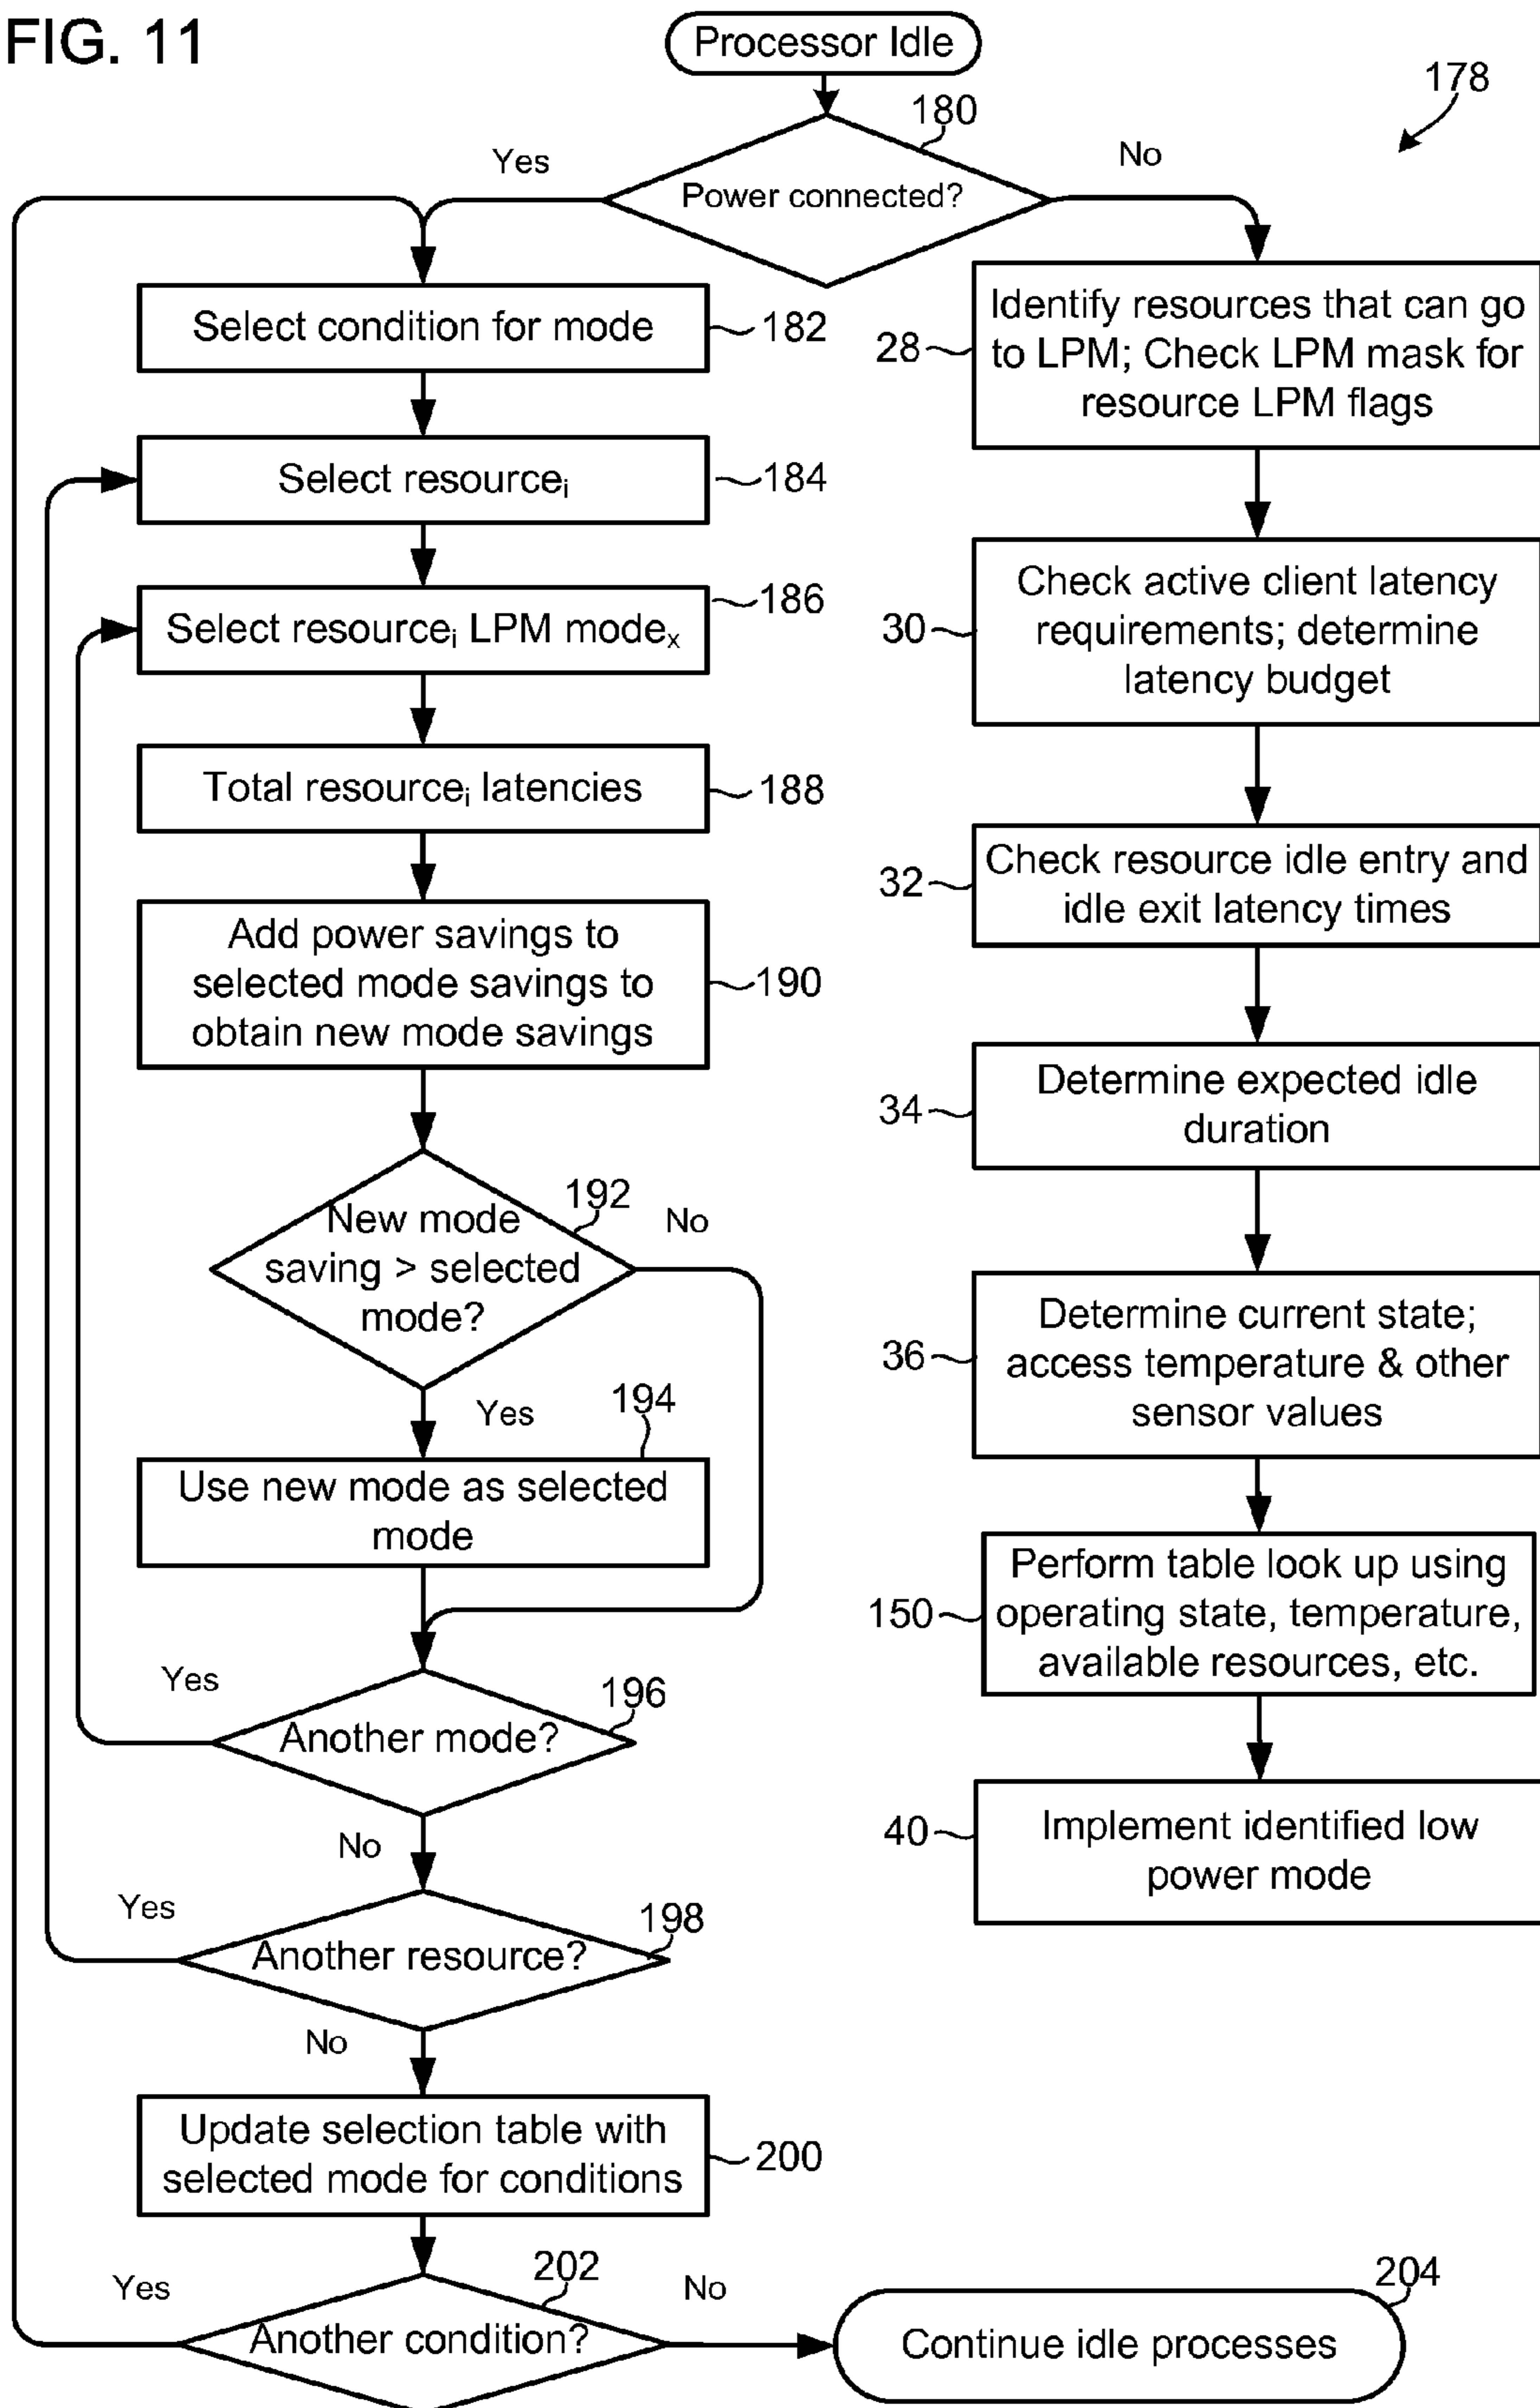 FIG. 11
Processor Idle
178
180
Power connected?
Yes
No
Select condition for mode
182
Select resourceᵢ
184
Select resourceᵢ LPM modeₓ
186
Total resourceᵢ latencies
188
Add power savings to
selected mode savings to
obtain new mode savings
190
New mode
saving > selected
mode?
192
No
Yes
194
Use new mode as selected
mode
Another mode?
196
Yes
No
Another resource?
198
Yes
No
Update selection table with
selected mode for conditions
200
Another condition?
202
Yes
No
Continue idle processes
204
Identify resources that can go
to LPM; Check LPM mask for
resource LPM flags
28
Check active client latency
requirements; determine
latency budget
30
Check resource idle entry and
idle exit latency times
32
Determine expected idle
duration
34
Determine current state;
access temperature & other
sensor values
36
Perform table look up using
operating state, temperature,
available resources, etc.
150
Implement identified low
power mode
40